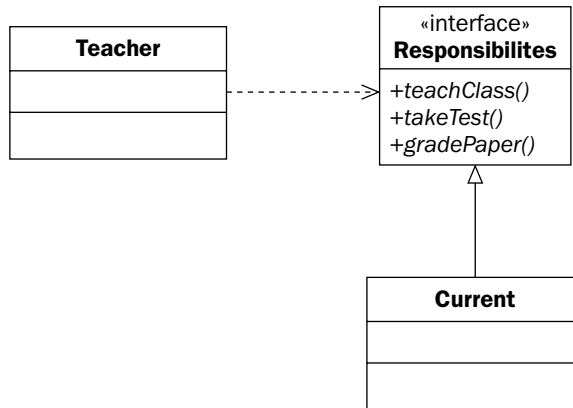 Teacher
«interface»
Responsibilites
+teachClass()
+takeTest()
+gradePaper()
Current